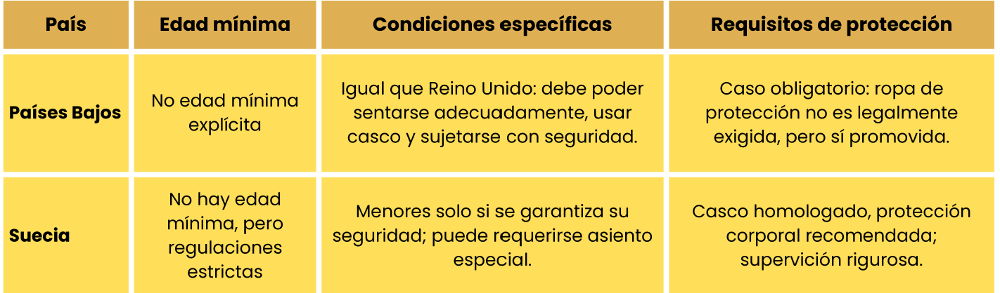 País
Edad mínima
Condiciones específicas
Requisitos de protección
Países Bajos
No edad mínima
explícita
Igual que Reino Unido: debe poder
sentarse adecuadamente, usar
casco y sujetarse con seguridad.
Caso obligatorio: ropa de
protección no es legalmente
exigida, pero sí promovida.
Suecia
No hay edad
mínima, pero
regulaciones
estrictas
Menores solo si se garantiza su
seguridad; puede requerirse asiento
especial.
Casco homologado, protección
corporal recomendada;
supervición rigurosa.